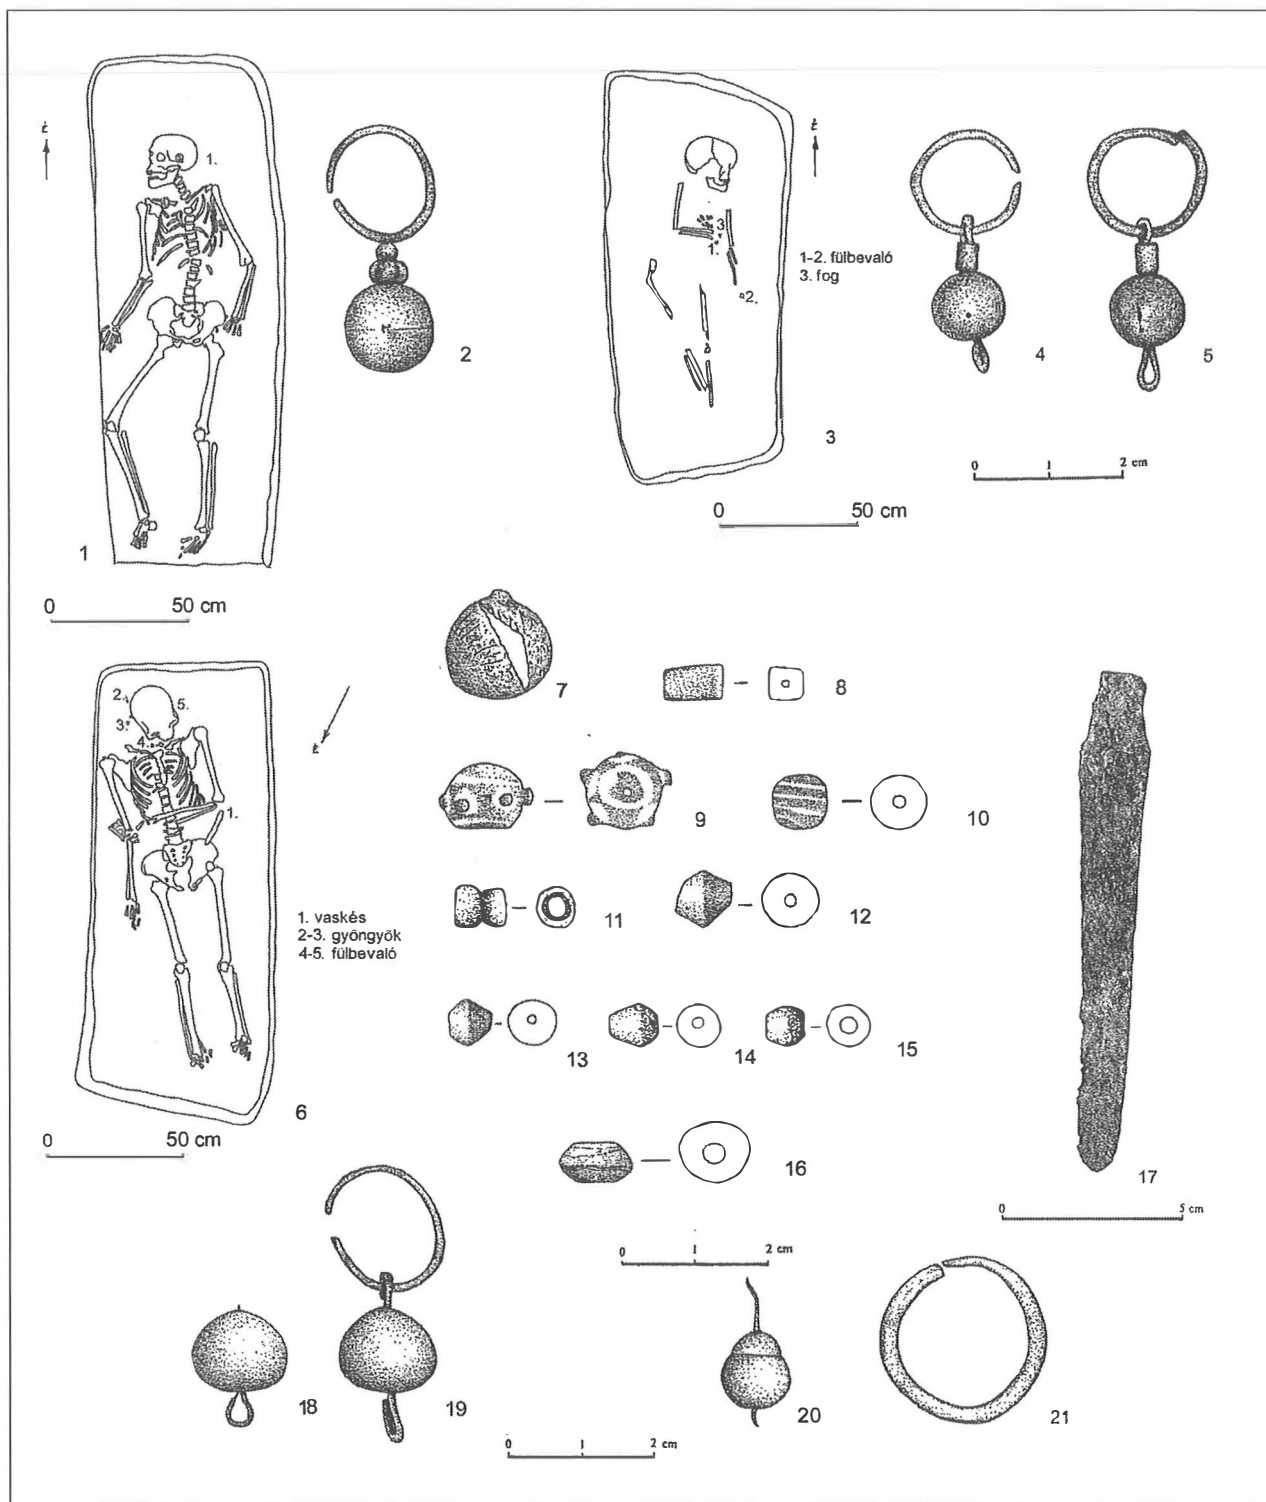 É
1.
1
0 50 cm
2
É
3
1.
2.
1-2. fülbevaló
3. fog
3
0 50 cm
4
5
0 1 2 cm
2.
3.
4.
5.
1.
É
1. vaskés
2-3. gyöngyök
4-5. fülbevaló
6
0 50 cm
7
8
9
10
11
12
13
14
15
16
0 1 2 cm
17
0 5 cm
18
19
0 1 2 cm
20
21